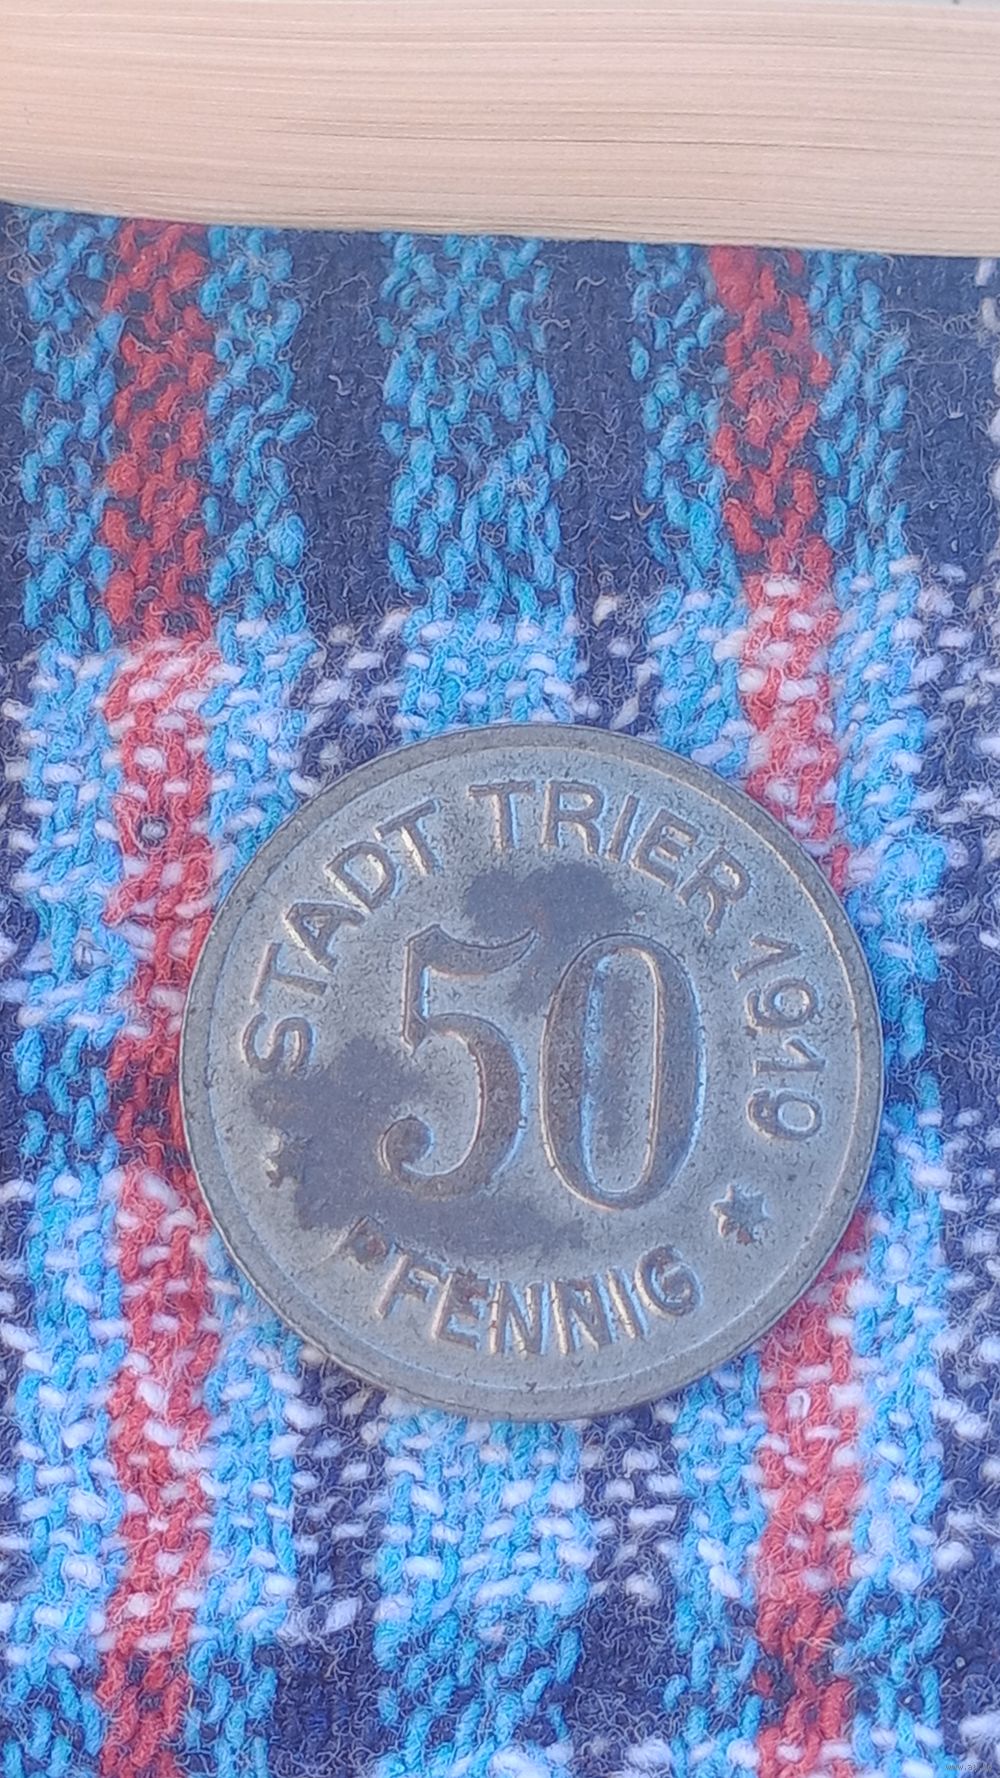 STADT TRIER 1919
50
PFENNIG